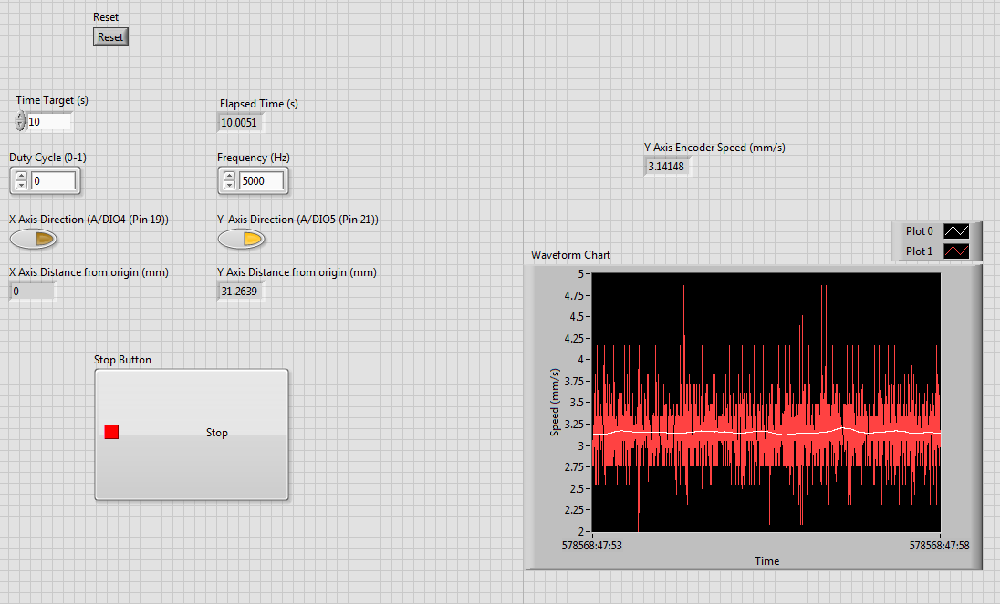 Reset
Reset
Time Target (s)
10
Elapsed Time (s)
10.0051
Duty Cycle (0-1)
0
Frequency (Hz)
5000
X Axis Direction (A/DIO4 (Pin 19))
Y-Axis Direction (A/DIO5 (Pin 21))
X Axis Distance from origin (mm)
0
Y Axis Distance from origin (mm)
31.2639
Stop Button
Stop
Y Axis Encoder Speed (mm/s)
3.14148
Plot 0
Plot 1
Waveform Chart
5
4.75
4.5
4.25
4
3.75
3.5
3.25
3
2.75
2.5
2.25
2
Speed (mm/s)
578568:47:53
578568:47:58
Time